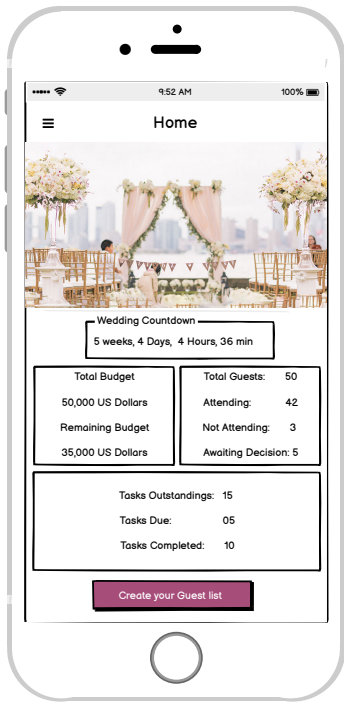 9:52 AM 100%
Home
Wedding Countdown
5 weeks, 4 Days, 4 Hours, 36 min
Total Budget
50,000 US Dollars
Remaining Budget
35,000 US Dollars
Total Guests: 50
Attending: 42
Not Attending: 3
Awaiting Decision: 5
Tasks Outstandings: 15
Tasks Due: 05
Tasks Completed: 10
Create your Guest list